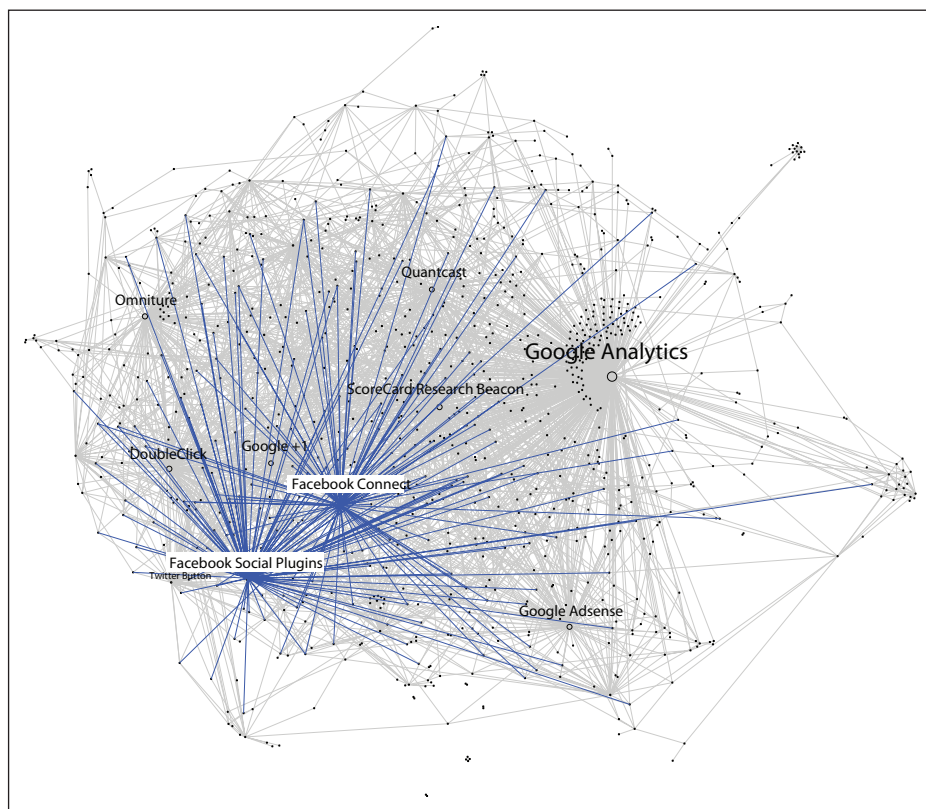 Quantcast
Omniture
Google Analytics
ScoreCard Research Beacon
Google +1
DoubleClick
Facebook Connect
Facebook Social Plugins
Twitter Button
Google Adsense